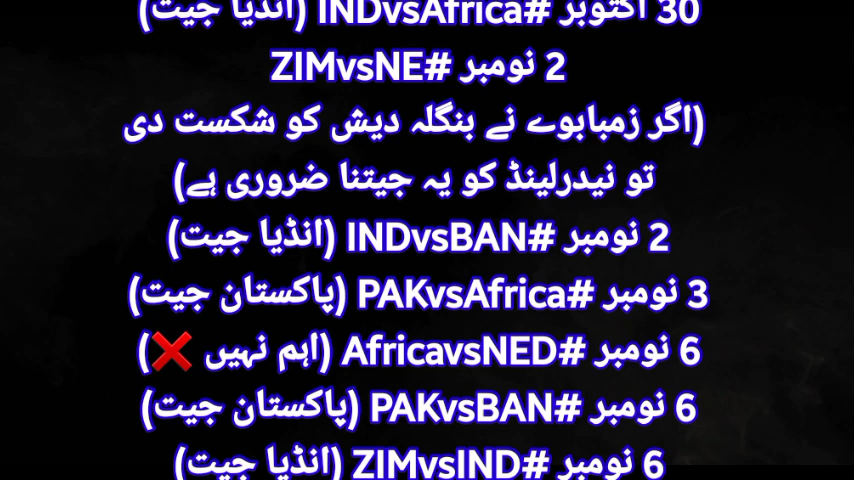 30 اکتوبر #INDvsAfrica (انڈیا جیت)
2 نومبر #ZIMvsNE
(اگر زمبابوے نے بنگلہ دیش کو شکست دی
تو نیدرلینڈ کو یہ جیتنا ضروری ہے)
2 نومبر #INDvsBAN (انڈیا جیت)
3 نومبر #PAKvsAfrica (پاکستان جیت)
6 نومبر #AfricavsNED (اہم نہیں ❌)
6 نومبر #PAKvsBAN (پاکستان جیت)
6 نومبر #ZIMvsIND (انڈیا جیت)